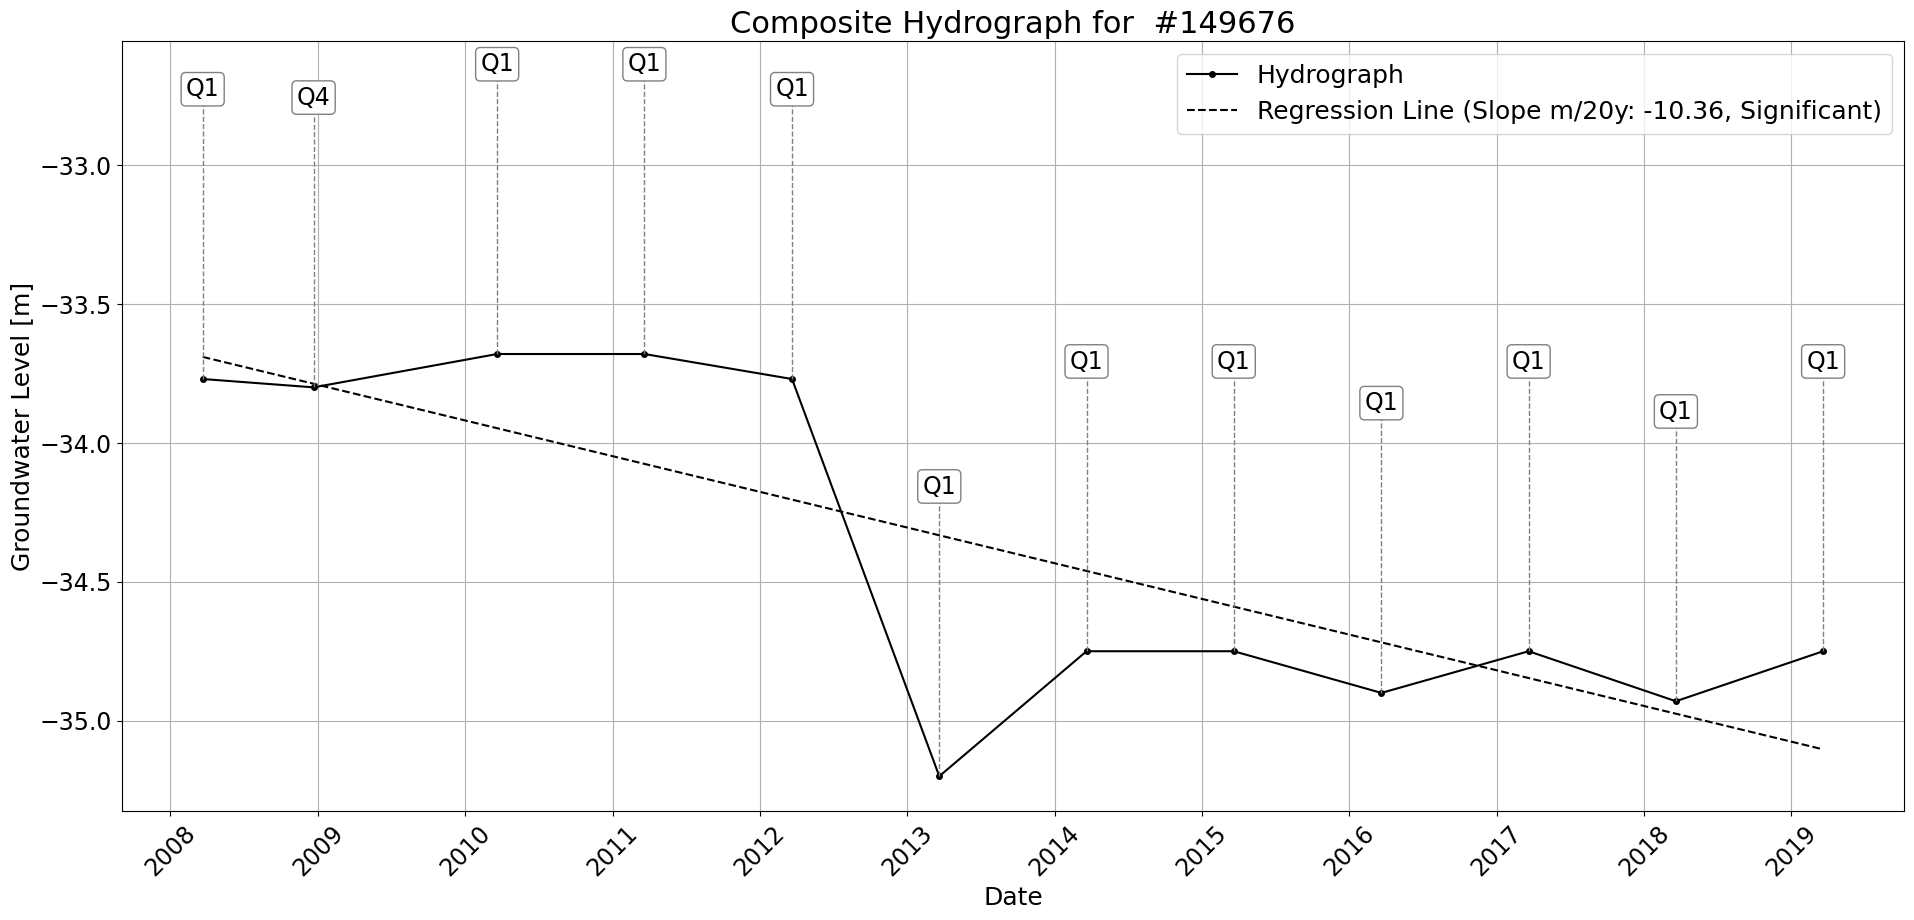 Composite Hydrograph for  #149676
Hydrograph
Regression Line (Slope m/20y: -10.36, Significant)
Q1
Q4
Q1
Q1
Q1
Q1
Q1
Q1
Q1
Q1
Q1
Q1
−33.0
−33.5
−34.0
−34.5
−35.0
Groundwater Level [m]
2008
2009
2010
2011
2012
2013
2014
2015
2016
2017
2018
2019
Date